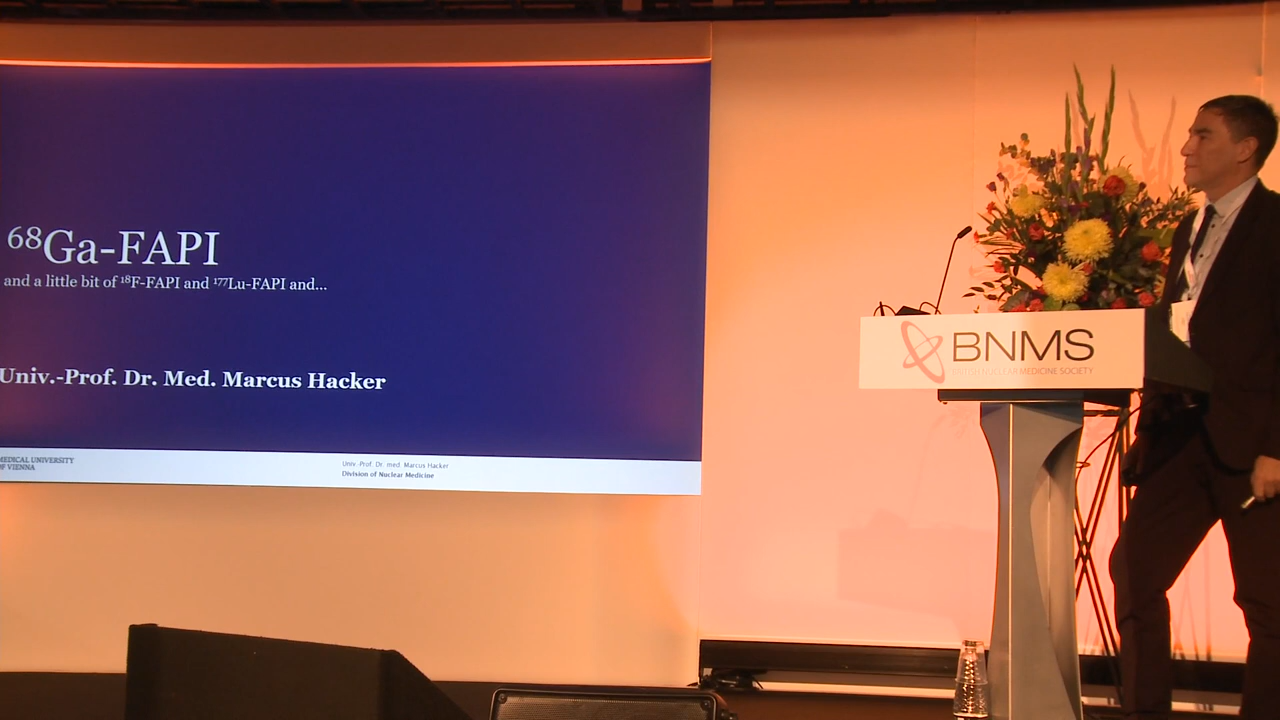 ⁶⁸Ga-FAPI
and a little bit of ¹⁸F-FAPI and ¹⁷⁷Lu-FAPI and...
Univ.-Prof. Dr. Med. Marcus Hacker
MEDICAL UNIVERSITY
OF VIENNA
Univ.-Prof. Dr. med. Marcus Hacker
Division of Nuclear Medicine
BNMS
BRITISH NUCLEAR MEDICINE SOCIETY